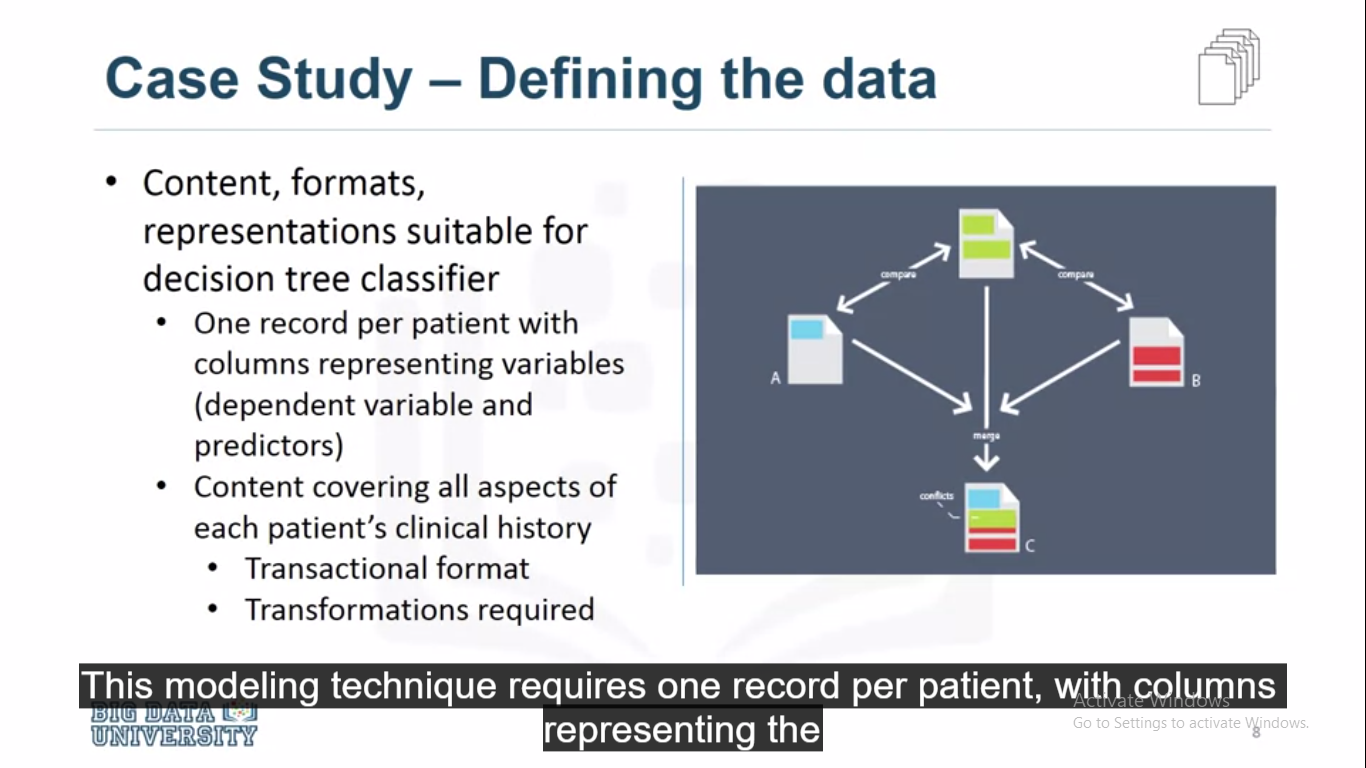 Case Study – Defining the data
• Content, formats,
representations suitable for
decision tree classifier
• One record per patient with
columns representing variables
(dependent variable and
predictors)
• Content covering all aspects of
each patient’s clinical history
• Transactional format
• Transformations required
compare
compare
A
B
merge
conflicts
C
This modeling technique requires one record per patient, with columns
representing the
BIG DATA
UNIVERSITY
Activate Windows
Go to Settings to activate Windows.
8